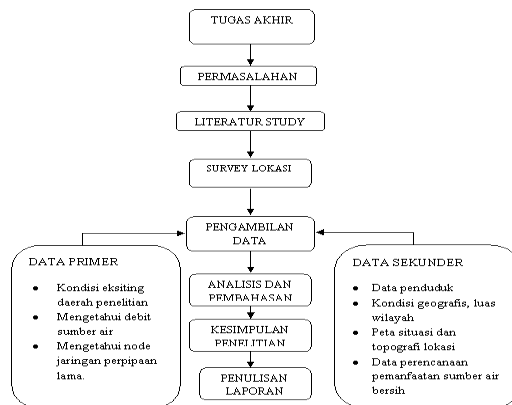 TUGAS AKHIR
PERMASALAHAN
LITERATUR STUDY
SURVEY LOKASI
PENGAMBILAN
DATA
DATA PRIMER
● Kondisi eksiting
daerah penelitian
● Mengetahui debit
sumber air
● Mengetahui node
jaringan perpipaan
lama.
ANALISIS DAN
PEMBAHASAN
KESIMPULAN
PENELITIAN
PENULISAN
LAPORAN
DATA SEKUNDER
● Data penduduk
● Kondisi geografis, luas
wilayah
● Peta situasi dan
topografi lokasi
● Data perencanaan
pemanfaatan sumber air
bersih